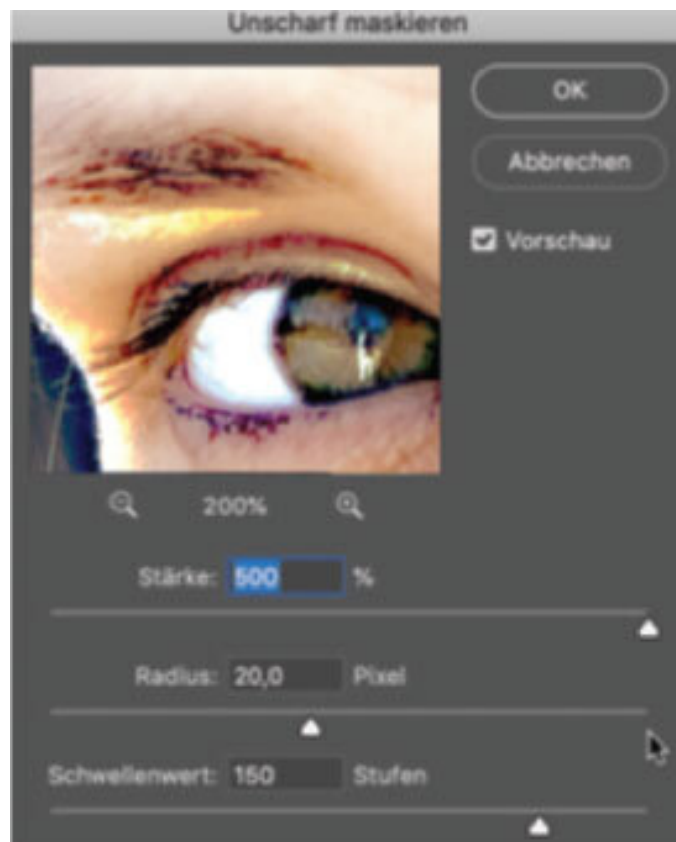 Unscharf maskieren
OK
Abbrechen
Vorschau
200%
Stärke: 500 %
Radius: 20,0 Pixel
Schwellenwert: 150 Stufen